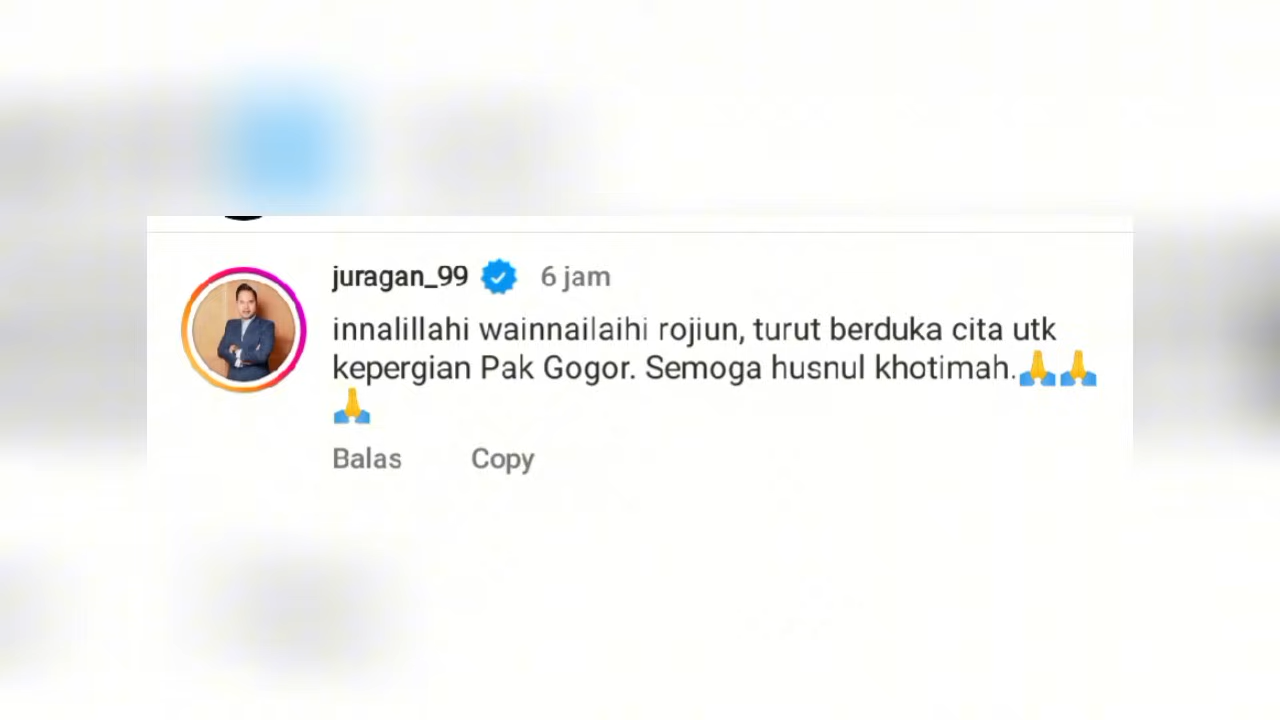 juragan_99 6 jam
innalillahi wainnailaihi rojiun, turut berduka cita utk
kepergian Pak Gogor. Semoga husnul khotimah.🙏🙏
🙏
Balas Copy